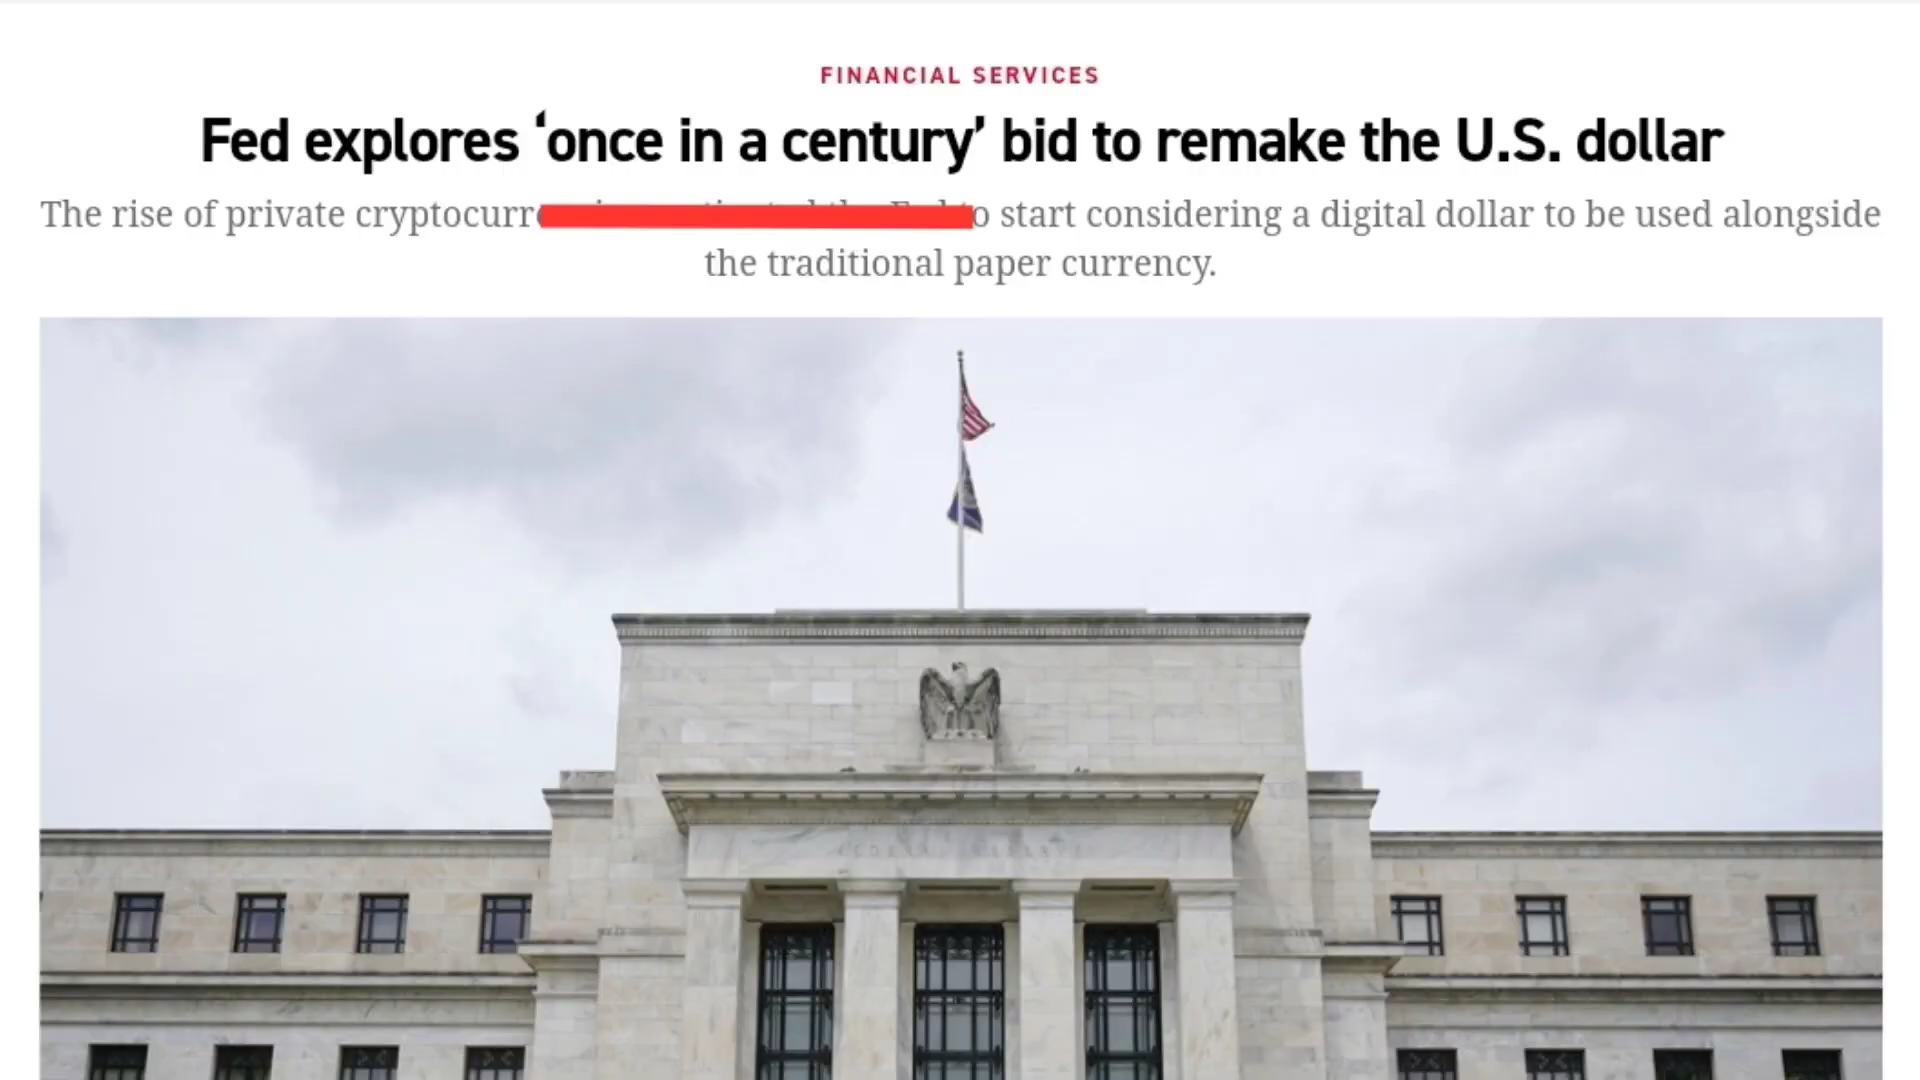 FINANCIAL SERVICES
Fed explores ‘once in a century’ bid to remake the U.S. dollar
The rise of private to start considering a digital dollar to be used alongside
the traditional paper currency.